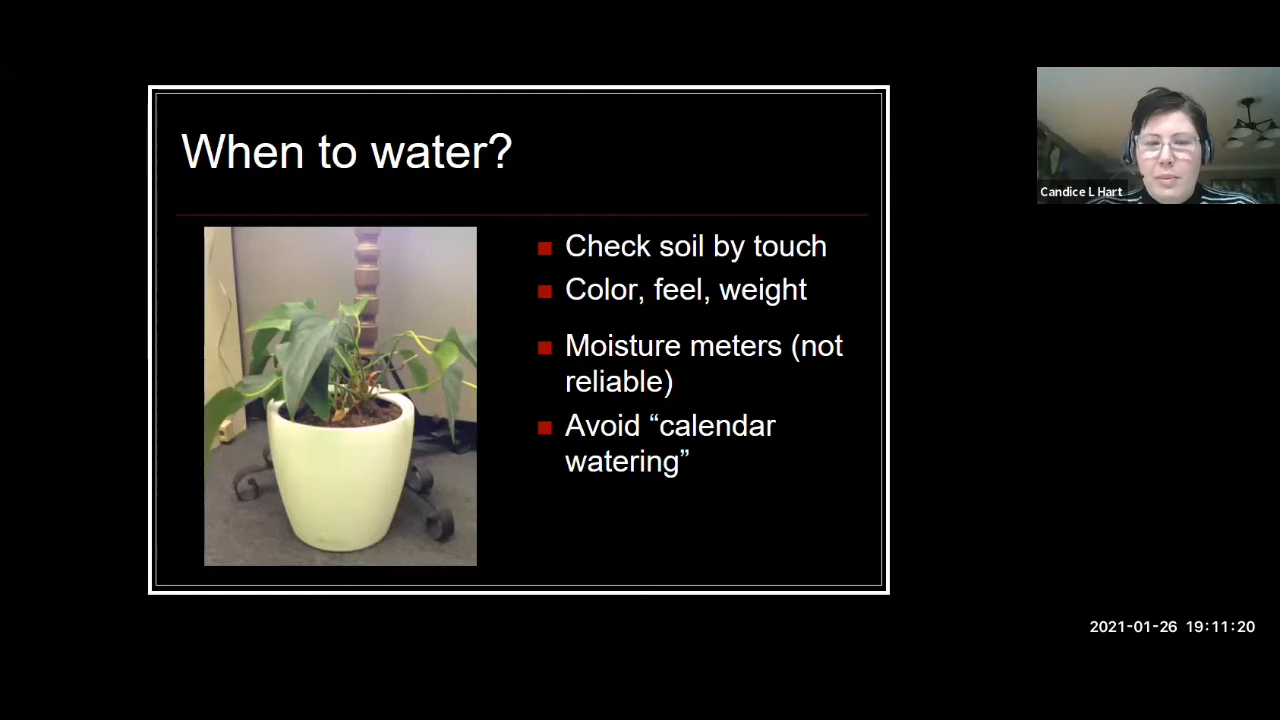 When to water?
Check soil by touch
Color, feel, weight
Moisture meters (not
reliable)
Avoid “calendar
watering”
Candice L Hart
2021-01-26 19:11:20